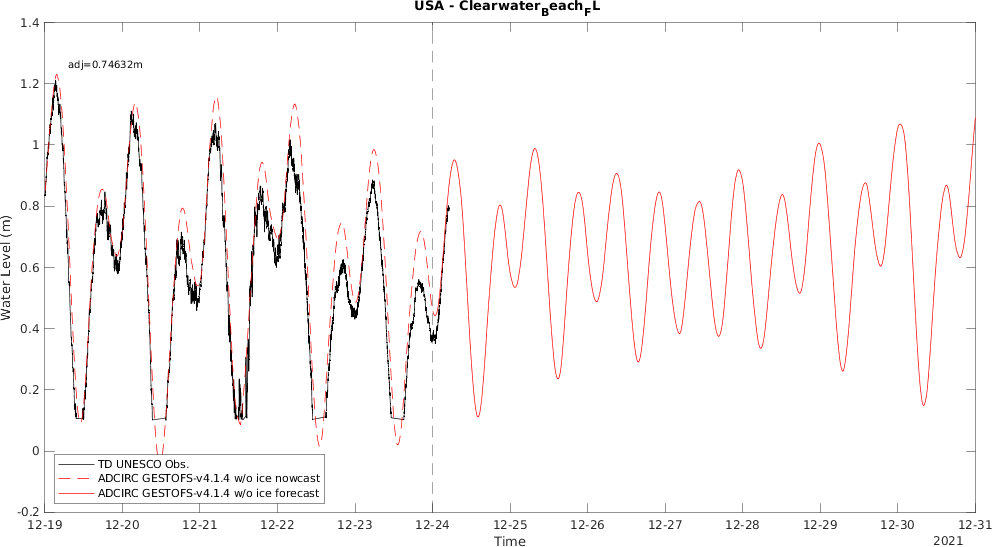 USA - Clearwater_Beach_FL
adj=0.74632m
1.4
1.2
1
0.8
0.6
0.4
0.2
0
-0.2
Water Level (m)
TD UNESCO Obs.
ADCIRC GESTOFS-v4.1.4 w/o ice nowcast
ADCIRC GESTOFS-v4.1.4 w/o ice forecast
12-19 12-20 12-21 12-22 12-23 12-24 12-25 12-26 12-27 12-28 12-29 12-30 12-31
Time
2021